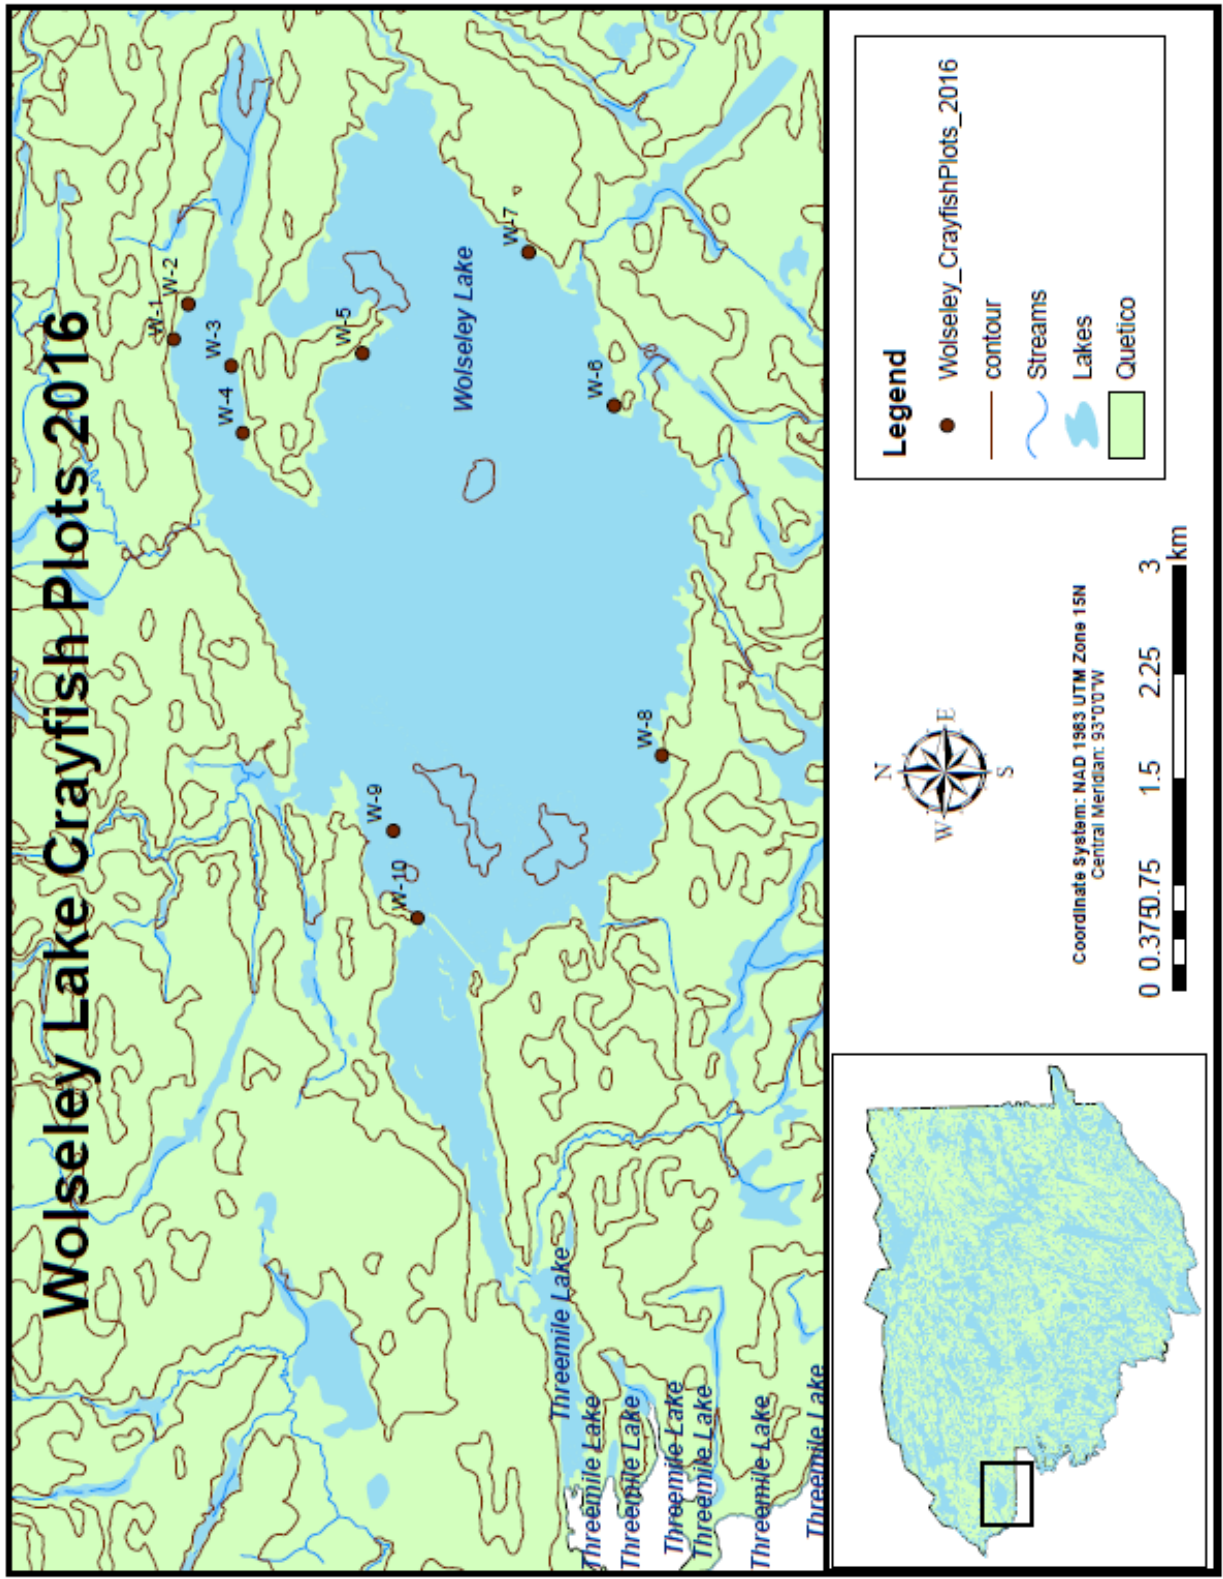 Wolseley Lake Crayfish Plots 2016
W-1
W-2
W-3
W-4
W-5
W-6
W-7
W-8
W-9
W-10
Wolseley Lake
Threemile Lake
Threemile Lake
Threemile Lake
Threemile Lake
Threemile Lake
Threemile Lake
Threemile Lake
N
W
E
S
Coordinate System: NAD 1983 UTM Zone 15N
Central Meridian: 93°0'0"W
0 0.3750.75 1.5 2.25 3
km
Legend
Wolseley_CrayfishPlots_2016
contour
Streams
Lakes
Quetico